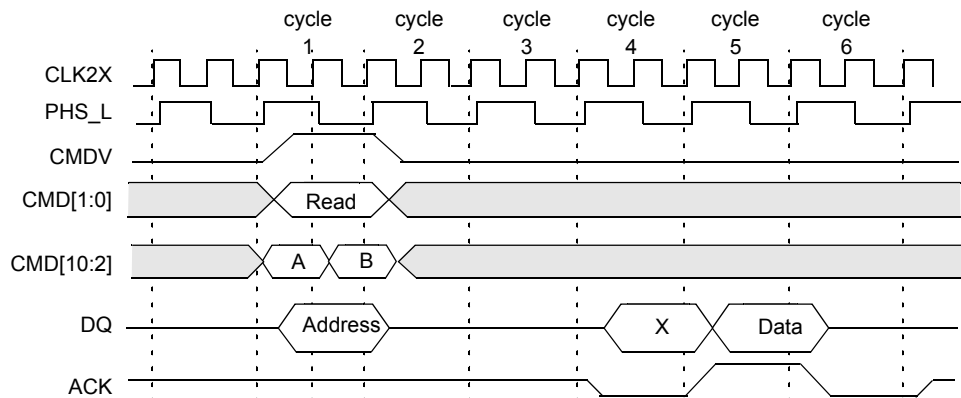 cycle cycle cycle cycle cycle cycle
1 2 3 4 5 6
CLK2X
PHS_L
CMDV
CMD[1:0] Read
CMD[10:2] A B
DQ Address X Data
ACK